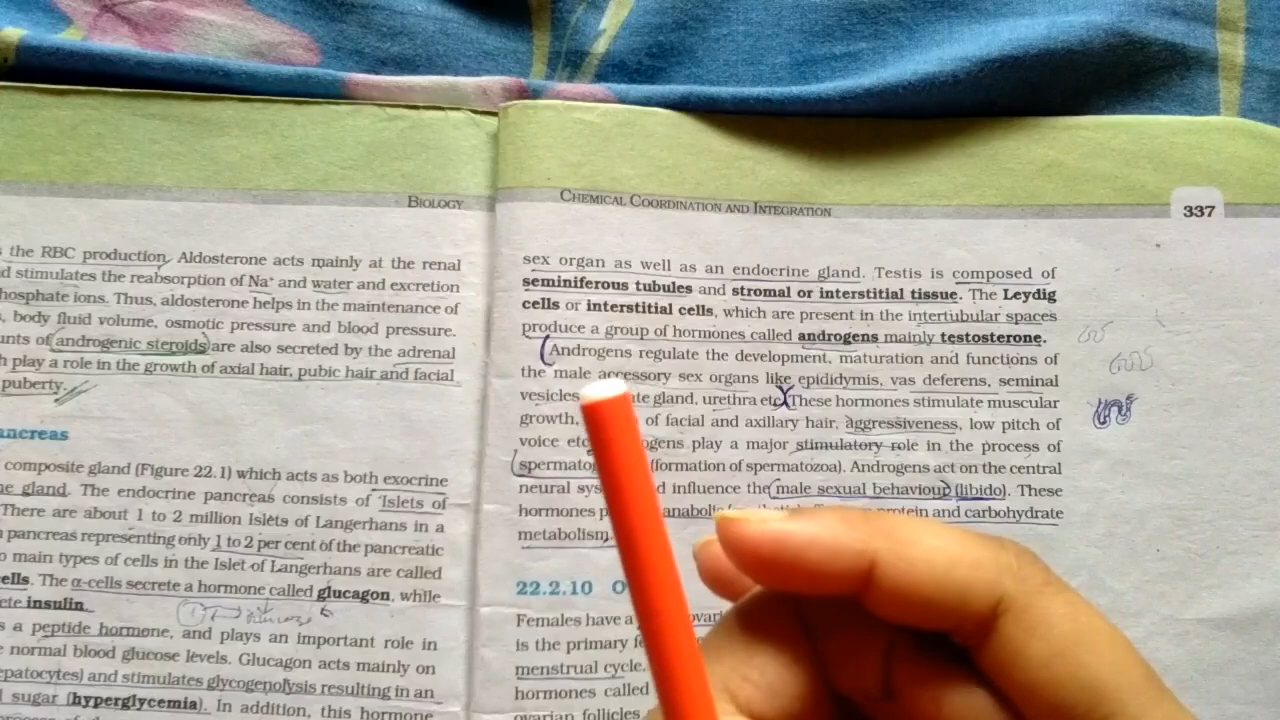 BIOLOGY
the RBC production, Aldosterone acts mainly at the renal
stimulates the reabsorption of Na⁺ and water and excretion
phosphate ions. Thus, aldosterone helps in the maintenance of
body fluid volume, osmotic pressure and blood pressure.
of androgenic steroids are also secreted by the adrenal
play a role in the growth of axial hair, pubic hair and facial
puberty.
composite gland (Figure 22.1) which acts as both exocrine
gland. The endocrine pancreas consists of 'Islets of
There are about 1 to 2 million Islets of Langerhans in a
pancreas representing only 1 to 2 per cent of the pancreatic
main types of cells in the Islet of Langerhans are called
The α-cells secrete a hormone called glucagon, while
insulin.
a peptide hormone, and plays an important role in
normal blood glucose levels. Glucagon acts mainly on
and stimulates glycogenolysis resulting in an
sugar (hyperglycemia). In addition, this hormone
CHEMICAL COORDINATION AND INTEGRATION
337
sex organ as well as an endocrine gland. Testis is composed of
seminiferous tubules and stromal or interstitial tissue. The Leydig
cells or interstitial cells, which are present in the intertubular spaces
produce a group of hormones called androgens mainly testosterone.
Androgens regulate the development, maturation and functions of
the male accessory sex organs like epididymis, vas deferens, seminal
vesicles gland, urethra etc. These hormones stimulate muscular
growth, of facial and axillary hair, aggressiveness, low pitch of
voice play a major stimulatory role in the process of
(formation of spermatozoa). Androgens act on the central
neural influence the male sexual behaviour (libido). These
hormones anabolic protein and carbohydrate
metabolism.
22.2.10
Females have a
is the primary
menstrual cycle.
hormones called
ovarian follicles